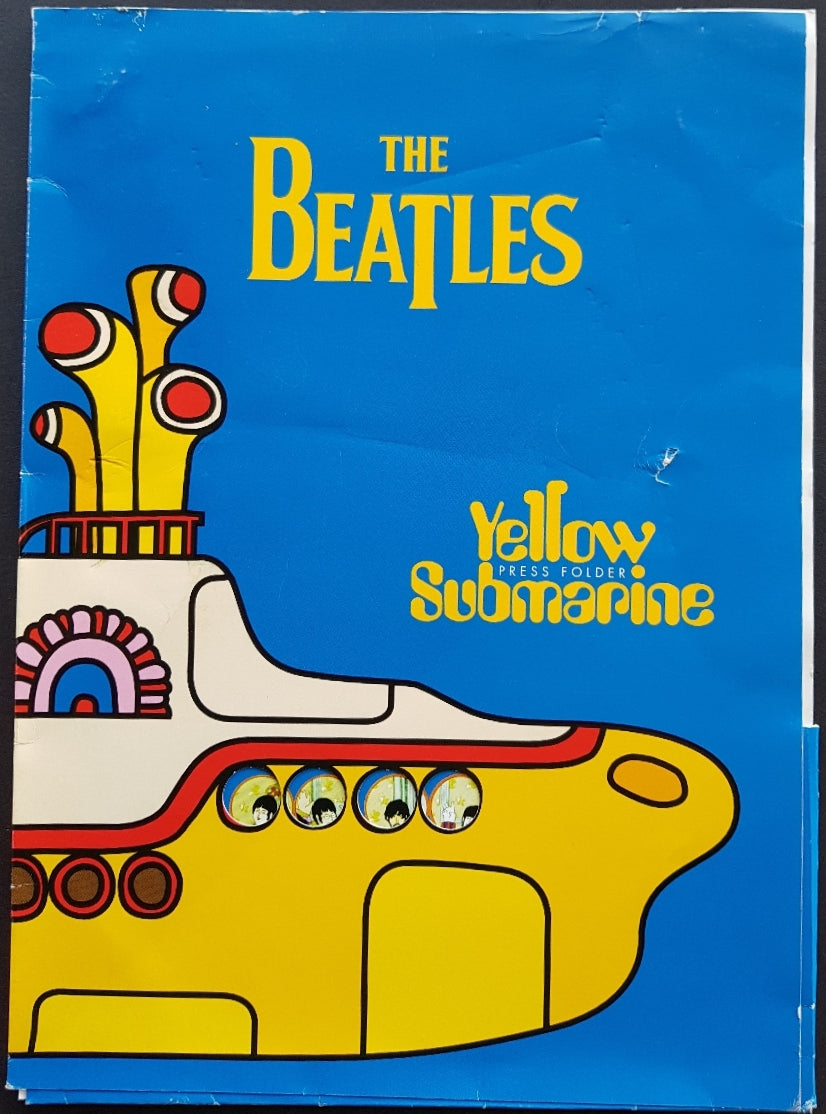 THE
BEATLES
Yellow
PRESS FOLDER
Submarine